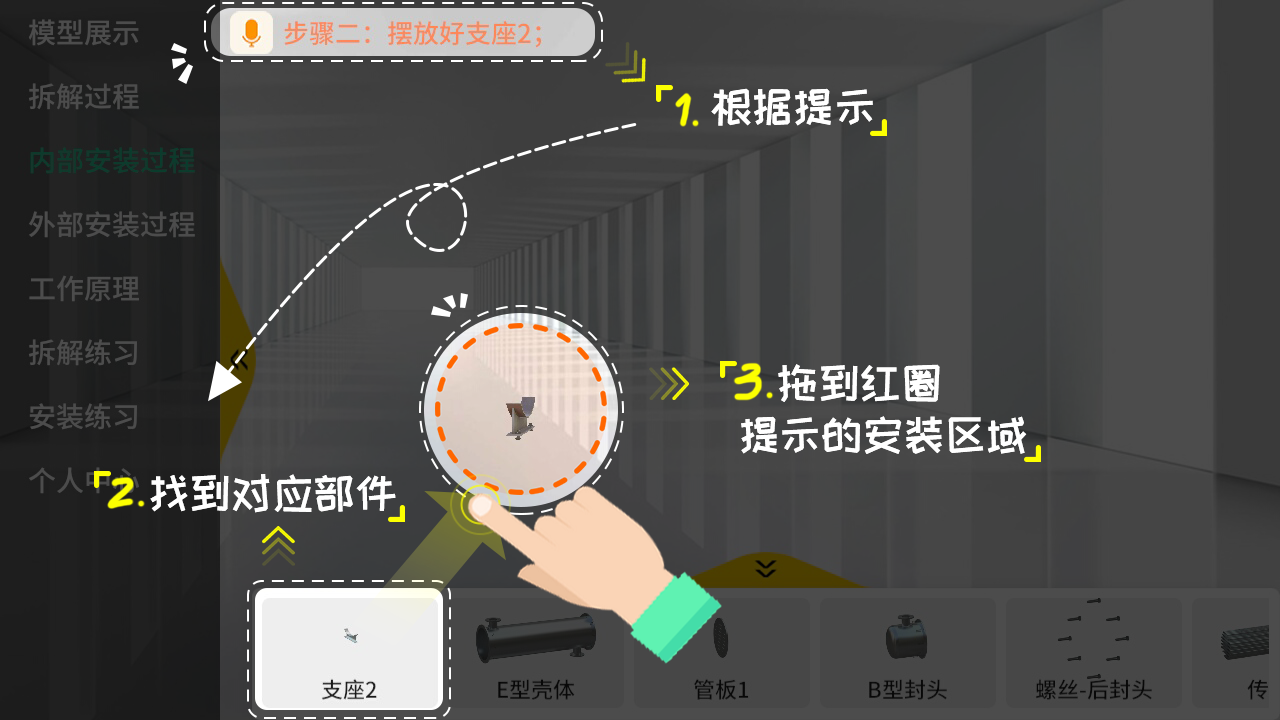 步骤二：摆放好支座2；
模型展示
拆解过程
内部安装过程
外部安装过程
工作原理
拆解练习
安装练习
个人中心
1. 根据提示
2. 找到对应部件
3. 拖到红圈
提示的安装区域
支座2
E型壳体
管板1
B型封头
螺丝-后封头
传